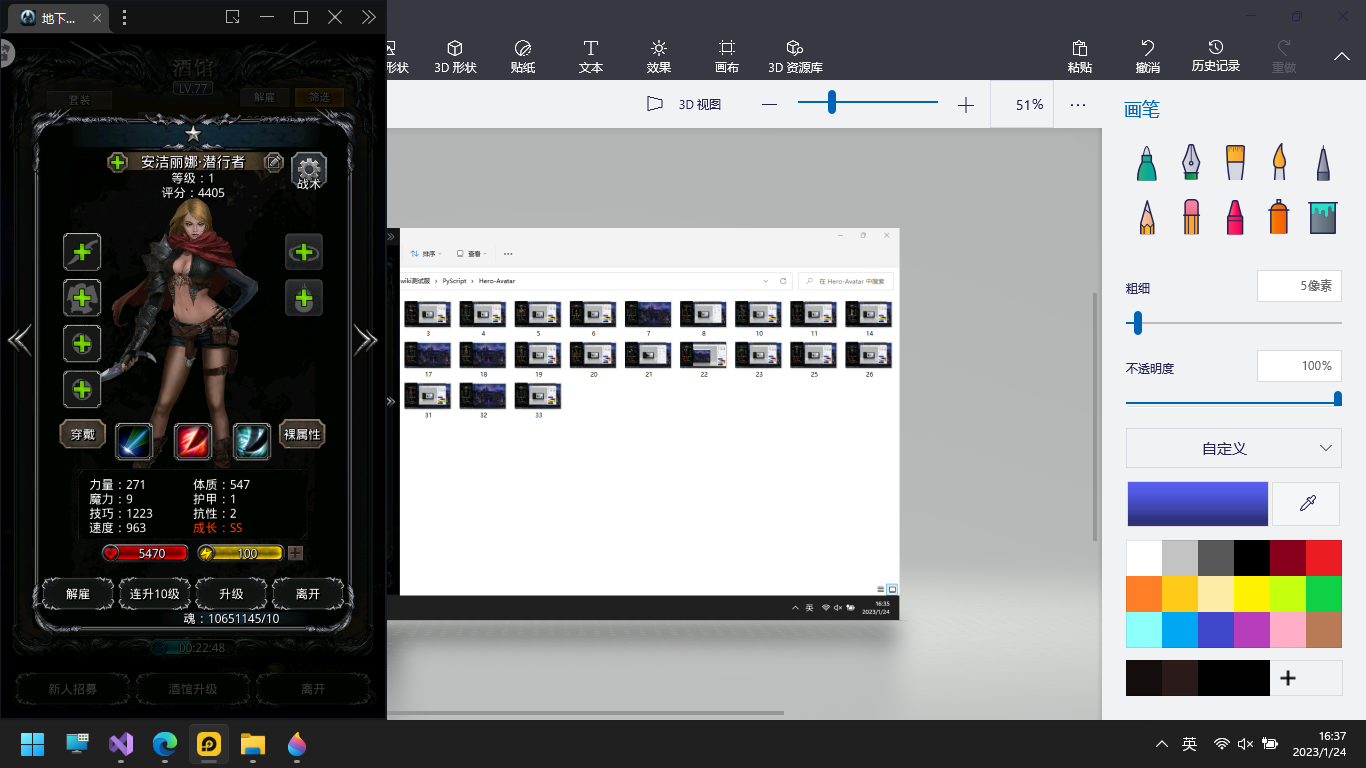 地下...
酒馆
LV.77
套装
解雇
筛选
安洁丽娜·潜行者
等级：1
评分：4405
战术
穿戴
裸属性
力量：271
体质：547
魔力：9
护甲：1
技巧：1223
抗性：2
速度：963
成长：SS
5470
100
解雇
连升10级
升级
离开
魂：10651145/10
00:22:48
新人招募
酒馆升级
离开
形状
3D 形状
贴纸
文本
效果
画布
3D 资源库
粘贴
撤消
历史记录
重做
3D 视图
51%
排序
查看
wiki测试服 › PyScript › Hero-Avatar
在 Hero-Avatar 中搜索
3 4 5 6 7 8 10 11 14
17 18 19 20 21 22 23 25 26
31 32 33
英
16:35
2023/1/24
画笔
粗细
5像素
不透明度
100%
自定义
英
16:37
2023/1/24